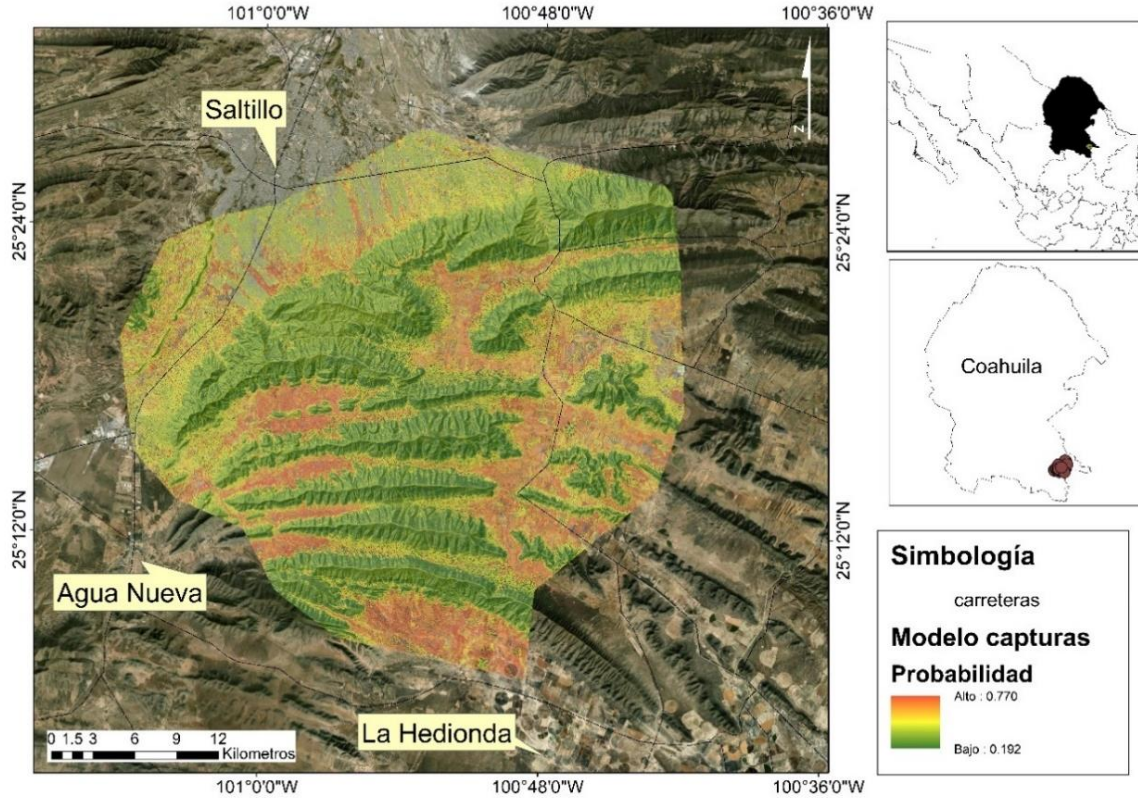 101°0'0"W 100°48'0"W 100°36'0"W
Saltillo
N
25°24'0"N
25°24'0"N
Coahuila
25°12'0"N
25°12'0"N
Agua Nueva
La Hedionda
0 1.5 3 6 9 12
Kilometros
101°0'0"W 100°48'0"W 100°36'0"W
Simbología
carreteras
Modelo capturas
Probabilidad
Alto : 0.770
Bajo : 0.192